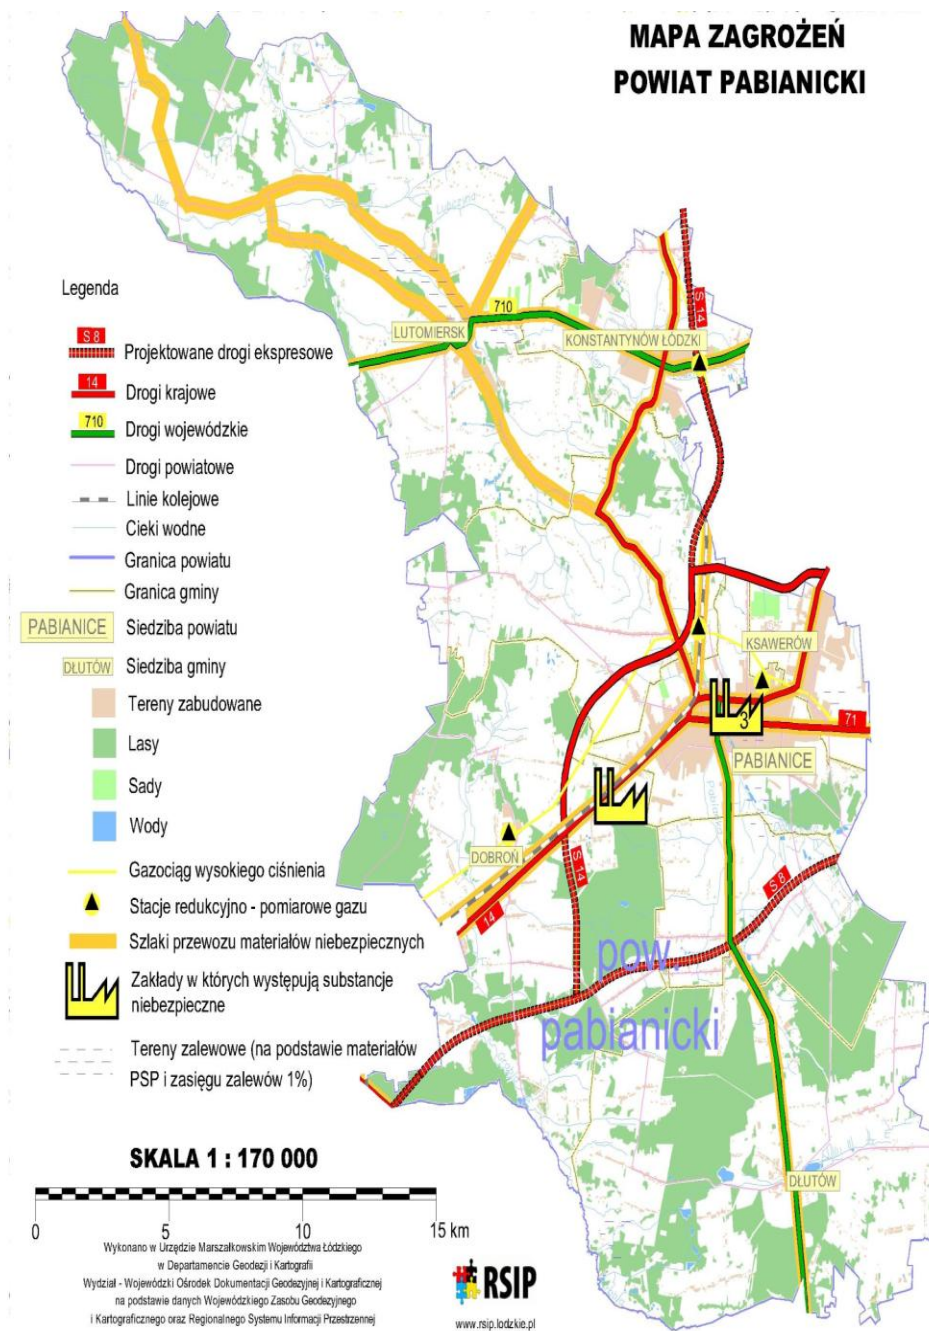 MAPA ZAGROŻEŃ
POWIAT PABIANICKI
Ner
Lubczyna
Legenda
S 8
Projektowane drogi ekspresowe
14
Drogi krajowe
710
Drogi wojewódzkie
Drogi powiatowe
Linie kolejowe
Cieki wodne
Granica powiatu
Granica gminy
PABIANICE
Siedziba powiatu
DŁUTÓW
Siedziba gminy
Tereny zabudowane
Lasy
Sady
Wody
Gazociąg wysokiego ciśnienia
Stacje redukcyjno - pomiarowe gazu
Szlaki przewozu materiałów niebezpiecznych
Zakłady w których występują substancje
niebezpieczne
Tereny zalewowe (na podstawie materiałów
PSP i zasięgu zalewów 1%)
710
LUTOMIERSK
S 14
KONSTANTYNÓW ŁÓDZKI
KSAWERÓW
3
71
PABIANICE
DOBROŃ
S 14
14
S 8
pow.
pabianicki
DŁUTÓW
SKALA 1 : 170 000
0 5 10 15 km
Wykonano w Urzędzie Marszałkowskim Województwa Łódzkiego
w Departamencie Geodezji i Kartografii
Wydział - Wojewódzki Ośrodek Dokumentacji Geodezyjnej i Kartograficznej
na podstawie danych Wojewódzkiego Zasobu Geodezyjnego
i Kartograficznego oraz Regionalnego Systemu Informacji Przestrzennej
RSIP
www.rsip.lodzkie.pl